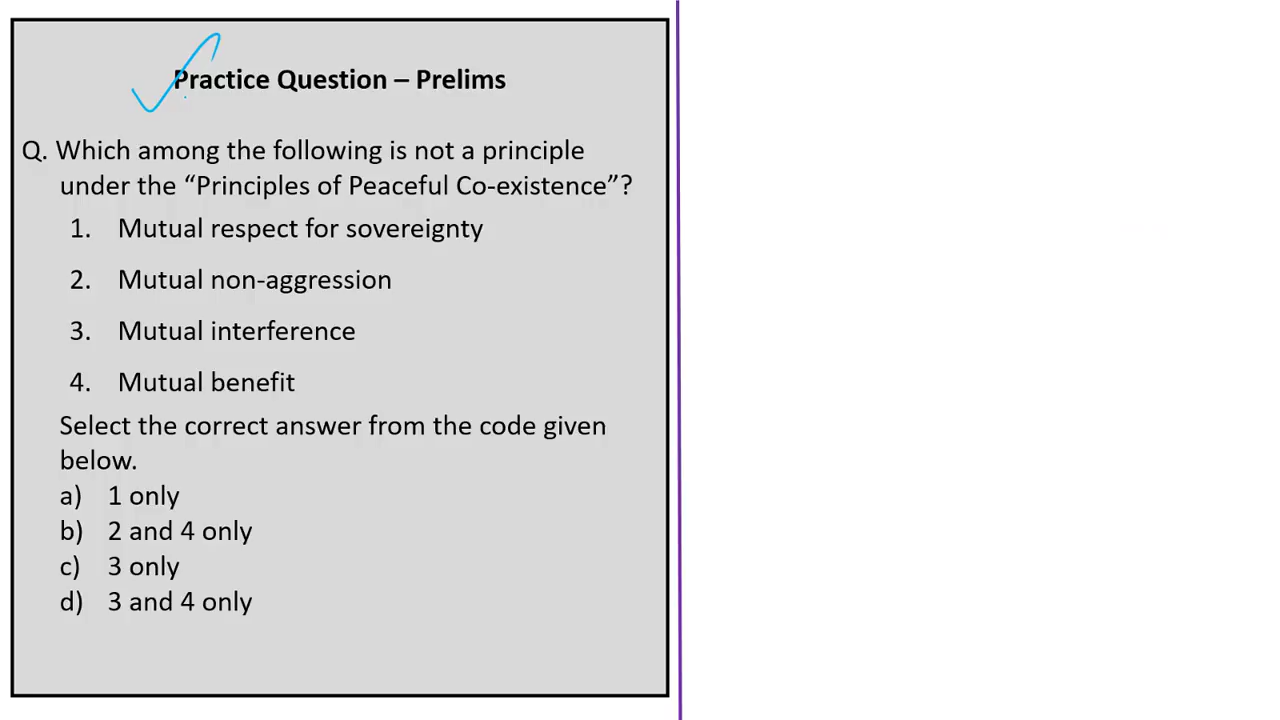 Practice Question – Prelims
Q. Which among the following is not a principle
under the “Principles of Peaceful Co-existence”?
1. Mutual respect for sovereignty
2. Mutual non-aggression
3. Mutual interference
4. Mutual benefit
Select the correct answer from the code given
below.
a) 1 only
b) 2 and 4 only
c) 3 only
d) 3 and 4 only